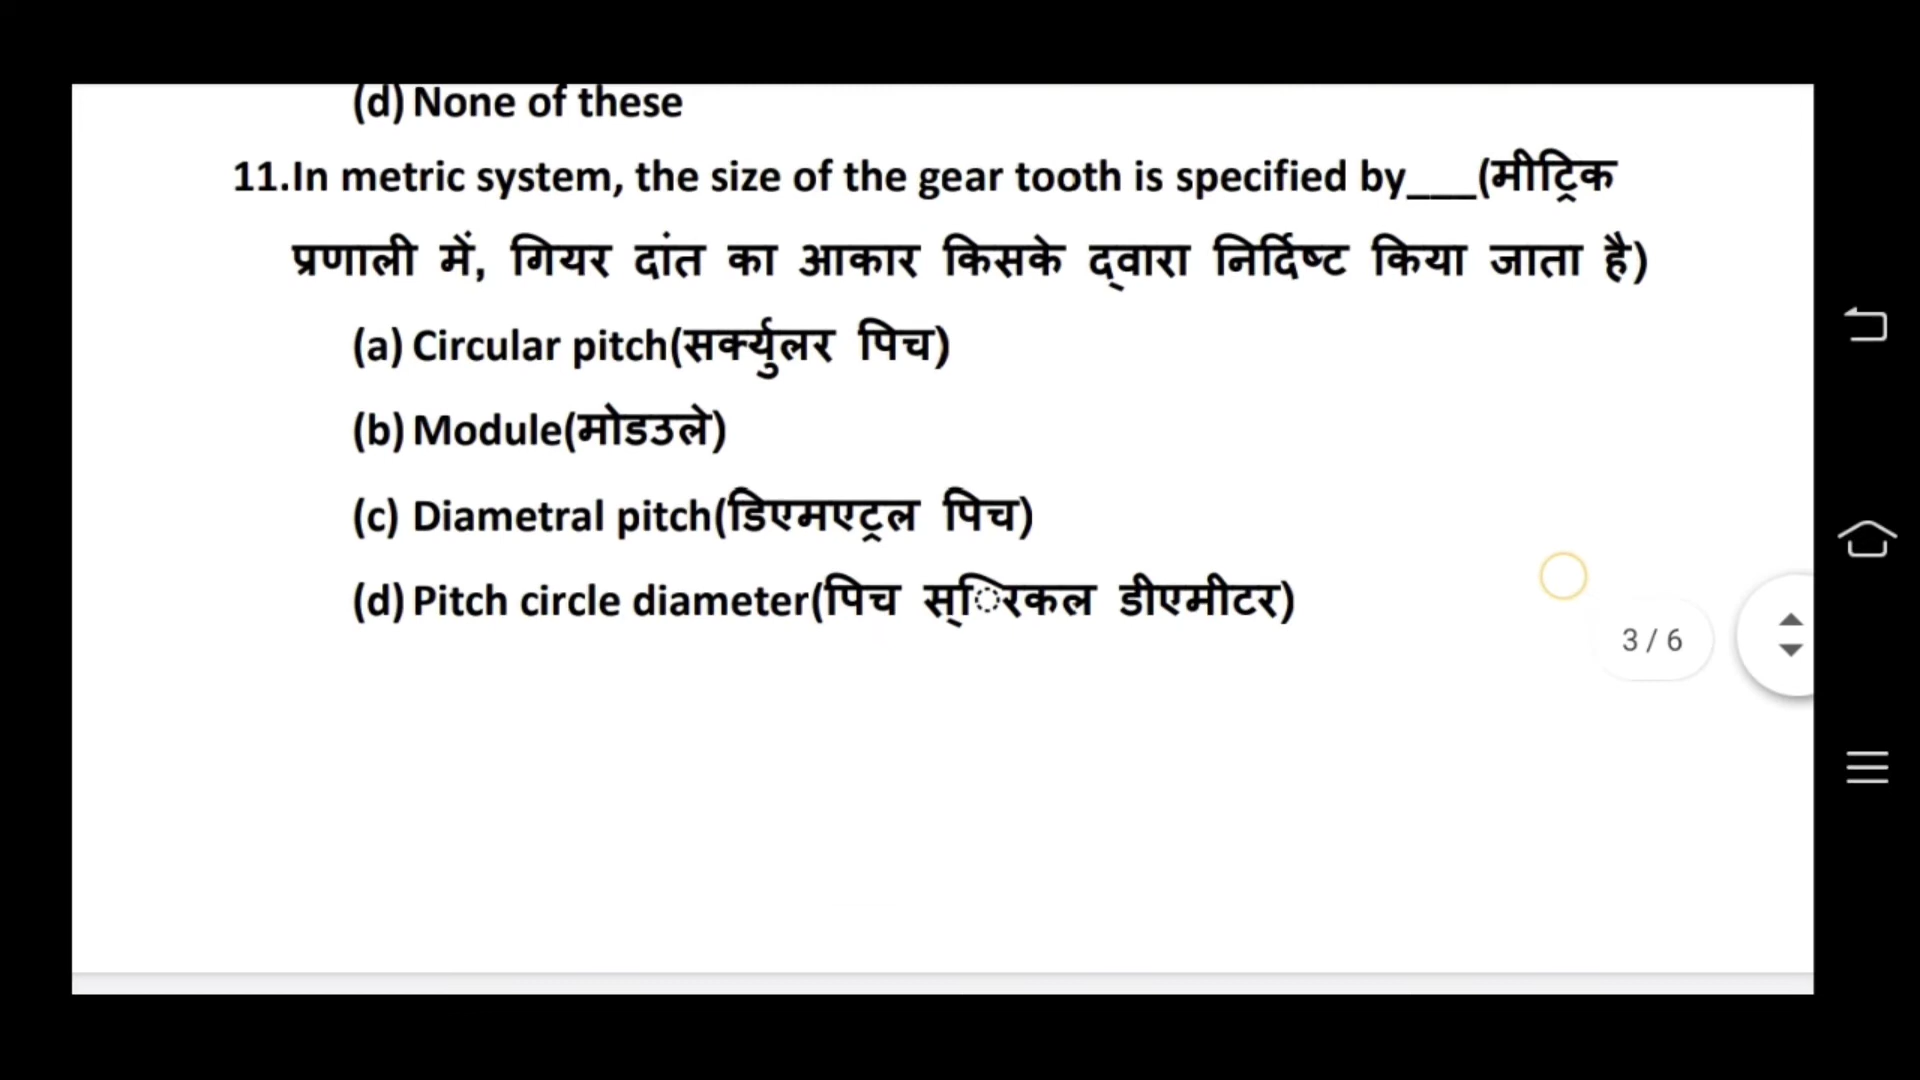 (d) None of these
11.In metric system, the size of the gear tooth is specified by___(मीट्रिक
प्रणाली में, गियर दांत का आकार किसके द्वारा निर्दिष्ट किया जाता है)
(a) Circular pitch(सर्क्युलर पिच)
(b) Module(मोडउले)
(c) Diametral pitch(डिएमएट्रल पिच)
(d) Pitch circle diameter(पिच स्िरकल डीएमीटर)
3 / 6